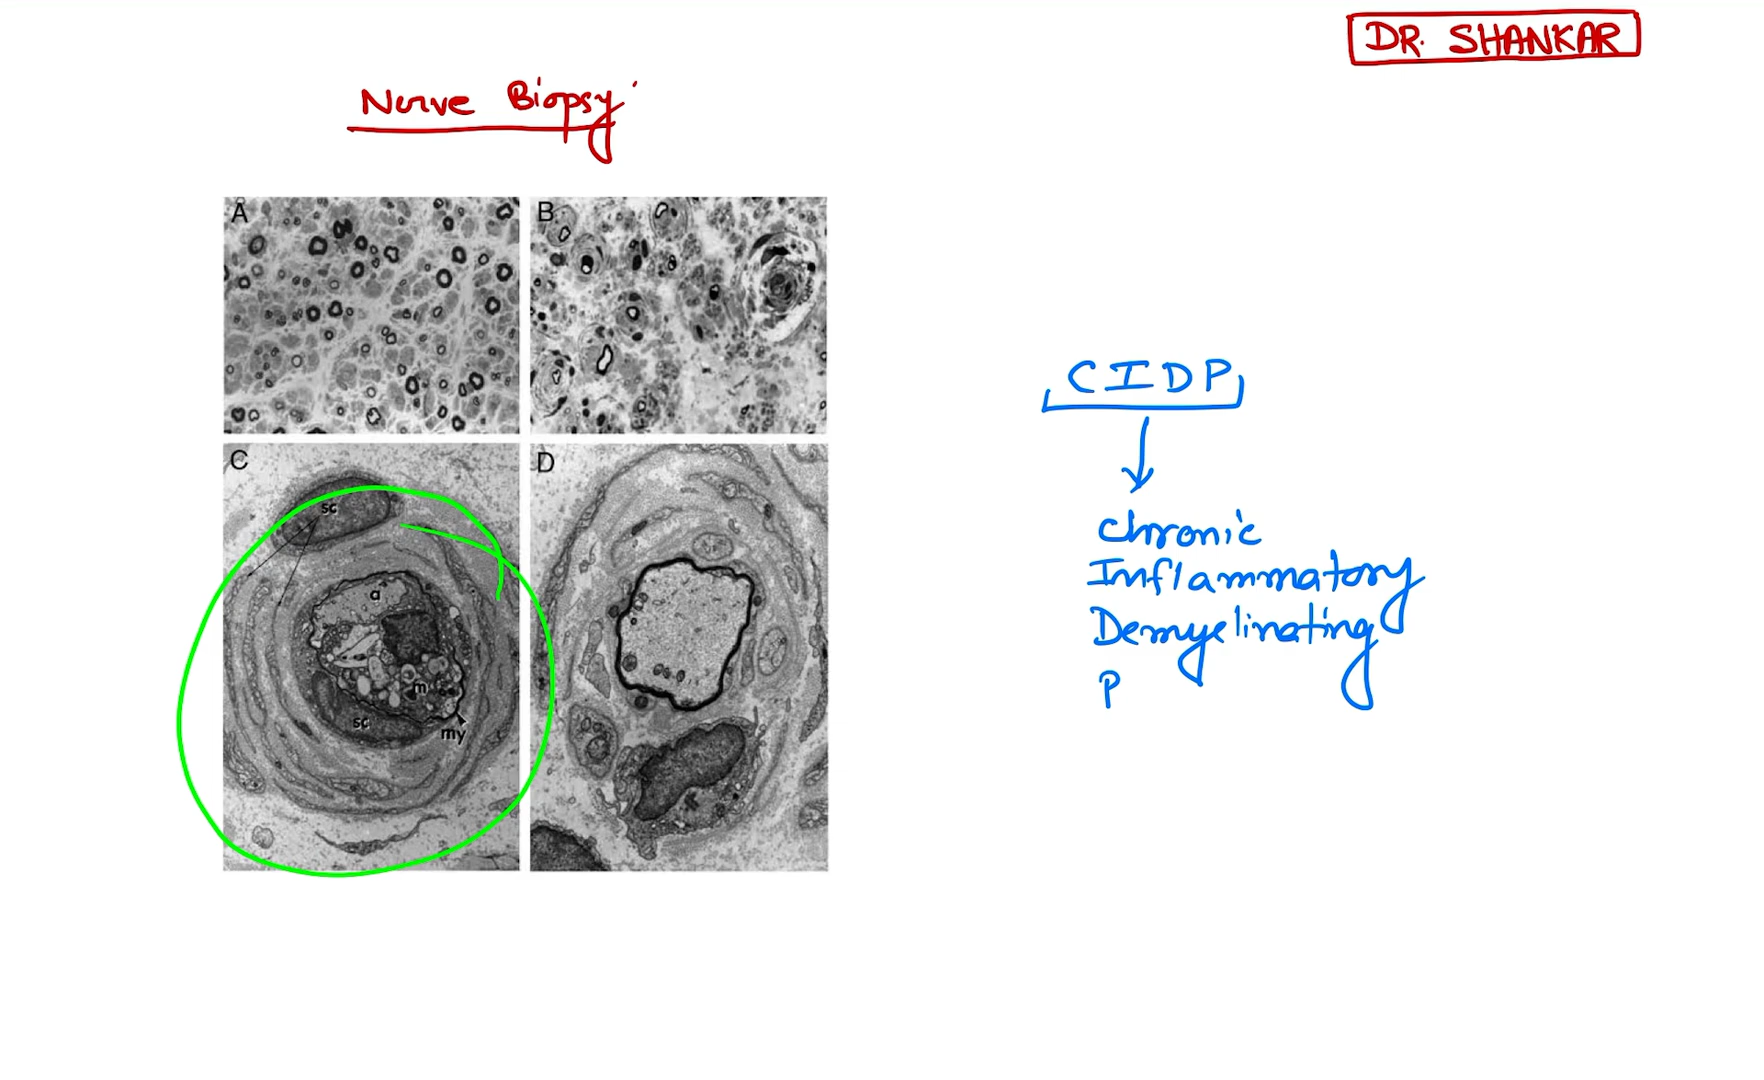 DR. SHANKAR
Nerve Biopsy
A
B
C
D
sc
a
m
sc
my
CIDP
Chronic
Inflammatory
Demyelinating
P